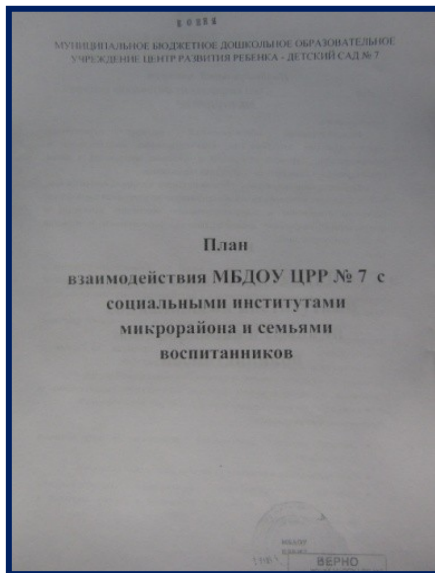 КОПИЯ
МУНИЦИПАЛЬНОЕ БЮДЖЕТНОЕ ДОШКОЛЬНОЕ ОБРАЗОВАТЕЛЬНОЕ
УЧРЕЖДЕНИЕ ЦЕНТР РАЗВИТИЯ РЕБЕНКА - ДЕТСКИЙ САД № 7
План
взаимодействия МБДОУ ЦРР № 7 с
социальными институтами
микрорайона и семьями
воспитанников
ВЕРНО